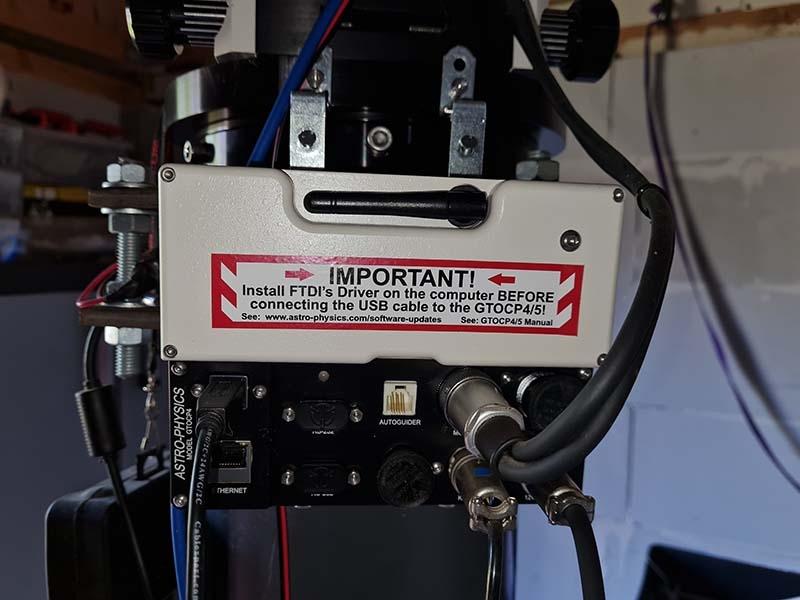 IMPORTANT!
Install FTDI's Driver on the computer BEFORE
connecting the USB cable to the GTOCP4/5!
See: www.astro-physics.com/software-updates See: GTOCP4/5 Manual
ASTRO-PHYSICS
MODEL GTOCP4
AUTOGUIDER